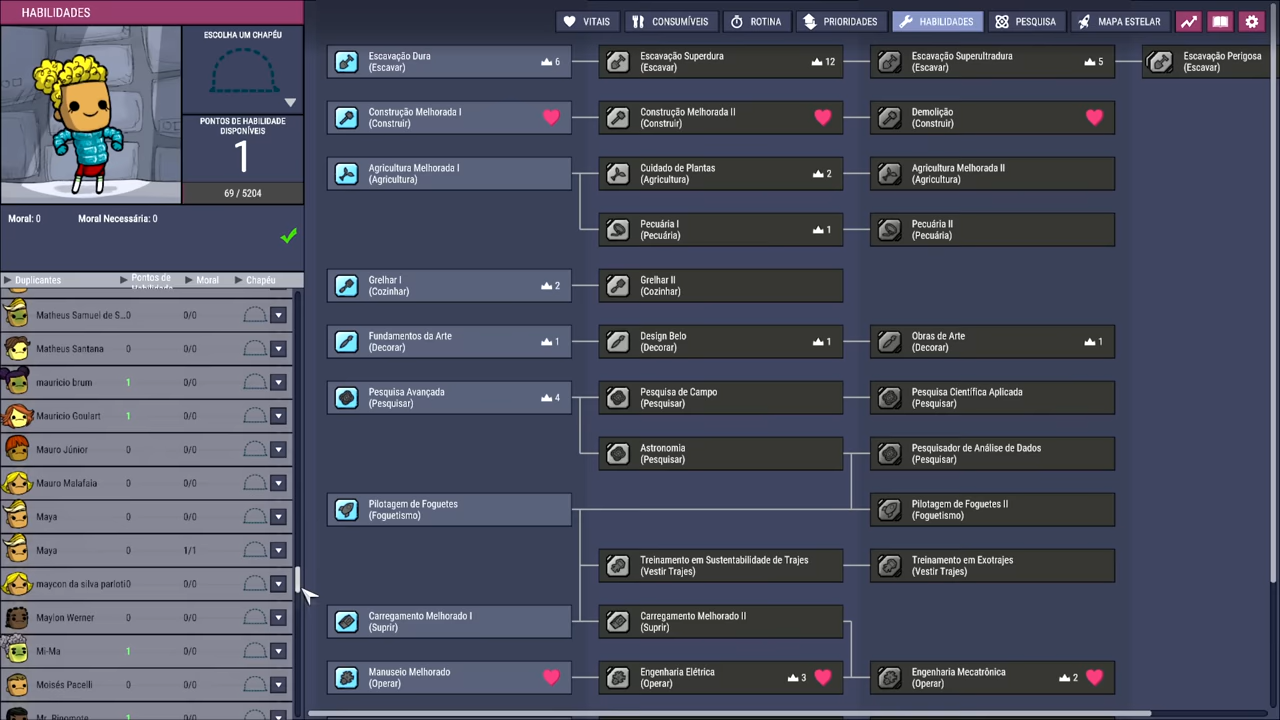 HABILIDADES
VITAIS
CONSUMÍVEIS
ROTINA
PRIORIDADES
HABILIDADES
PESQUISA
MAPA ESTELAR
ESCOLHA UM CHAPÉU
PONTOS DE HABILIDADE DISPONÍVEIS
1
69 / 5204
Moral: 0
Moral Necessária: 0
Duplicantes
Pontos de Habilidade
Moral
Chapéu
Matheus Samuel de S...0
0/0
Matheus Santana
0
0/0
mauricio brum
1
0/0
Mauricio Goulart
1
0/0
Mauro Júnior
0
0/0
Mauro Malafaia
0
0/0
Maya
0
0/0
Maya
0
1/1
maycon da silva parioti0
0/0
Maylon Werner
0
0/0
Mi-Ma
1
0/0
Moisés Pacelli
0
0/0
Escavação Dura
(Escavar)
6
Escavação Superdura
(Escavar)
12
Escavação Superultradura
(Escavar)
5
Escavação Perigosa
(Escavar)
Construção Melhorada I
(Construir)
Construção Melhorada II
(Construir)
Demolição
(Construir)
Agricultura Melhorada I
(Agricultura)
Cuidado de Plantas
(Agricultura)
2
Agricultura Melhorada II
(Agricultura)
Pecuária I
(Pecuária)
1
Pecuária II
(Pecuária)
Grelhar I
(Cozinhar)
2
Grelhar II
(Cozinhar)
Fundamentos da Arte
(Decorar)
1
Design Belo
(Decorar)
1
Obras de Arte
(Decorar)
1
Pesquisa Avançada
(Pesquisar)
4
Pesquisa de Campo
(Pesquisar)
Pesquisa Científica Aplicada
(Pesquisar)
Astronomia
(Pesquisar)
Pesquisador de Análise de Dados
(Pesquisar)
Pilotagem de Foguetes
(Foguetismo)
Pilotagem de Foguetes II
(Foguetismo)
Treinamento em Sustentabilidade de Trajes
(Vestir Trajes)
Treinamento em Exotrajes
(Vestir Trajes)
Carregamento Melhorado I
(Suprir)
Carregamento Melhorado II
(Suprir)
Manuseio Melhorado
(Operar)
Engenharia Elétrica
(Operar)
3
Engenharia Mecatrônica
(Operar)
2